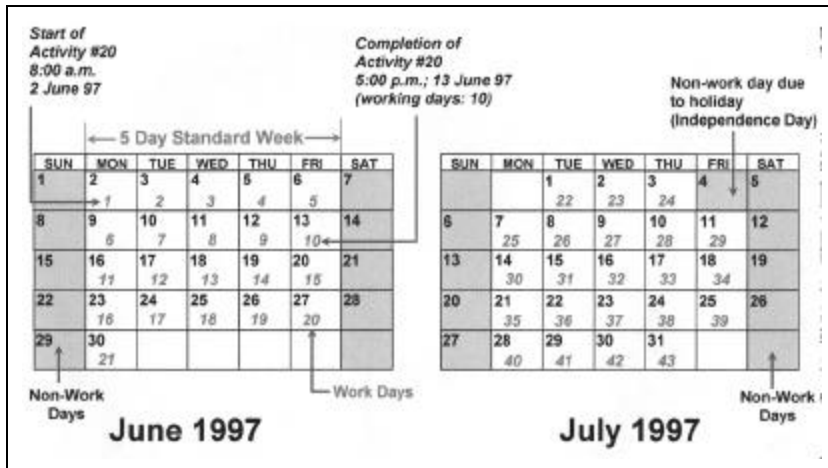 Start of
Activity #20
8:00 a.m.
2 June 97
Completion of
Activity #20
5:00 p.m.; 13 June 97
(working days: 10)
Non-work day due
to holiday
(Independence Day)
5 Day Standard Week
SUN MON TUE WED THU FRI SAT
1 2 3 4 5 6 7
1 2 3 4 5
8 9 10 11 12 13 14
6 7 8 9 10
15 16 17 18 19 20 21
11 12 13 14 15
22 23 24 25 26 27 28
16 17 18 19 20
29 30
21
Non-Work
Days
Work Days
June 1997
SUN MON TUE WED THU FRI SAT
1 2 3 4 5
22 23 24
6 7 8 9 10 11 12
25 26 27 28 29
13 14 15 16 17 18 19
30 31 32 33 34
20 21 22 23 24 25 26
35 36 37 38 39
27 28 29 30 31
40 41 42 43
Non-Work
Days
July 1997